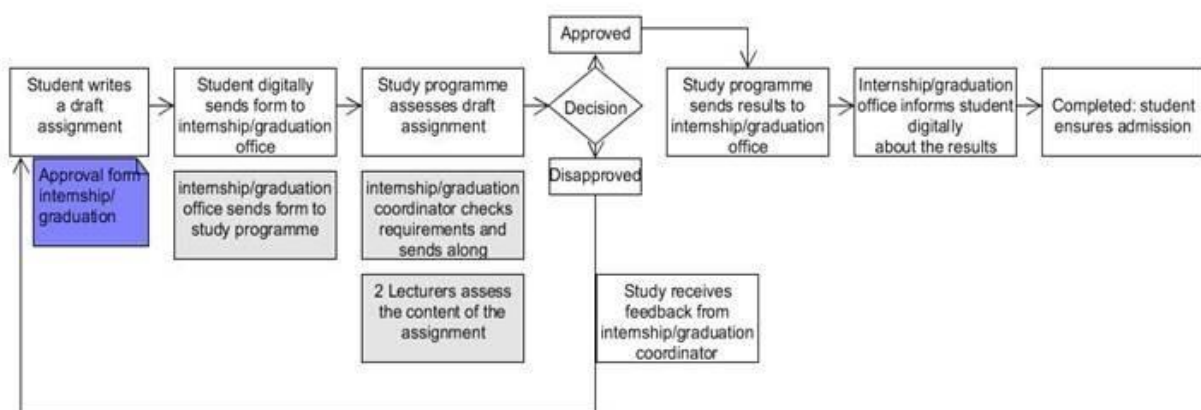 Approved
Student writes
a draft
assignment
Student digitally
sends form to
internship/graduation
office
Study programme
assesses draft
assignment
Decision
Study programme
sends results to
internship/graduation
office
Internship/graduation
office informs student
digitally
about the results
Completed: student
ensures admission
Disapproved
Approval form
internship/
graduation
internship/graduation
office sends form to
study programme
internship/graduation
coordinator checks
requirements and
sends along
2 Lecturers assess
the content of the
assignment
Study receives
feedback from
internship/graduation
coordinator